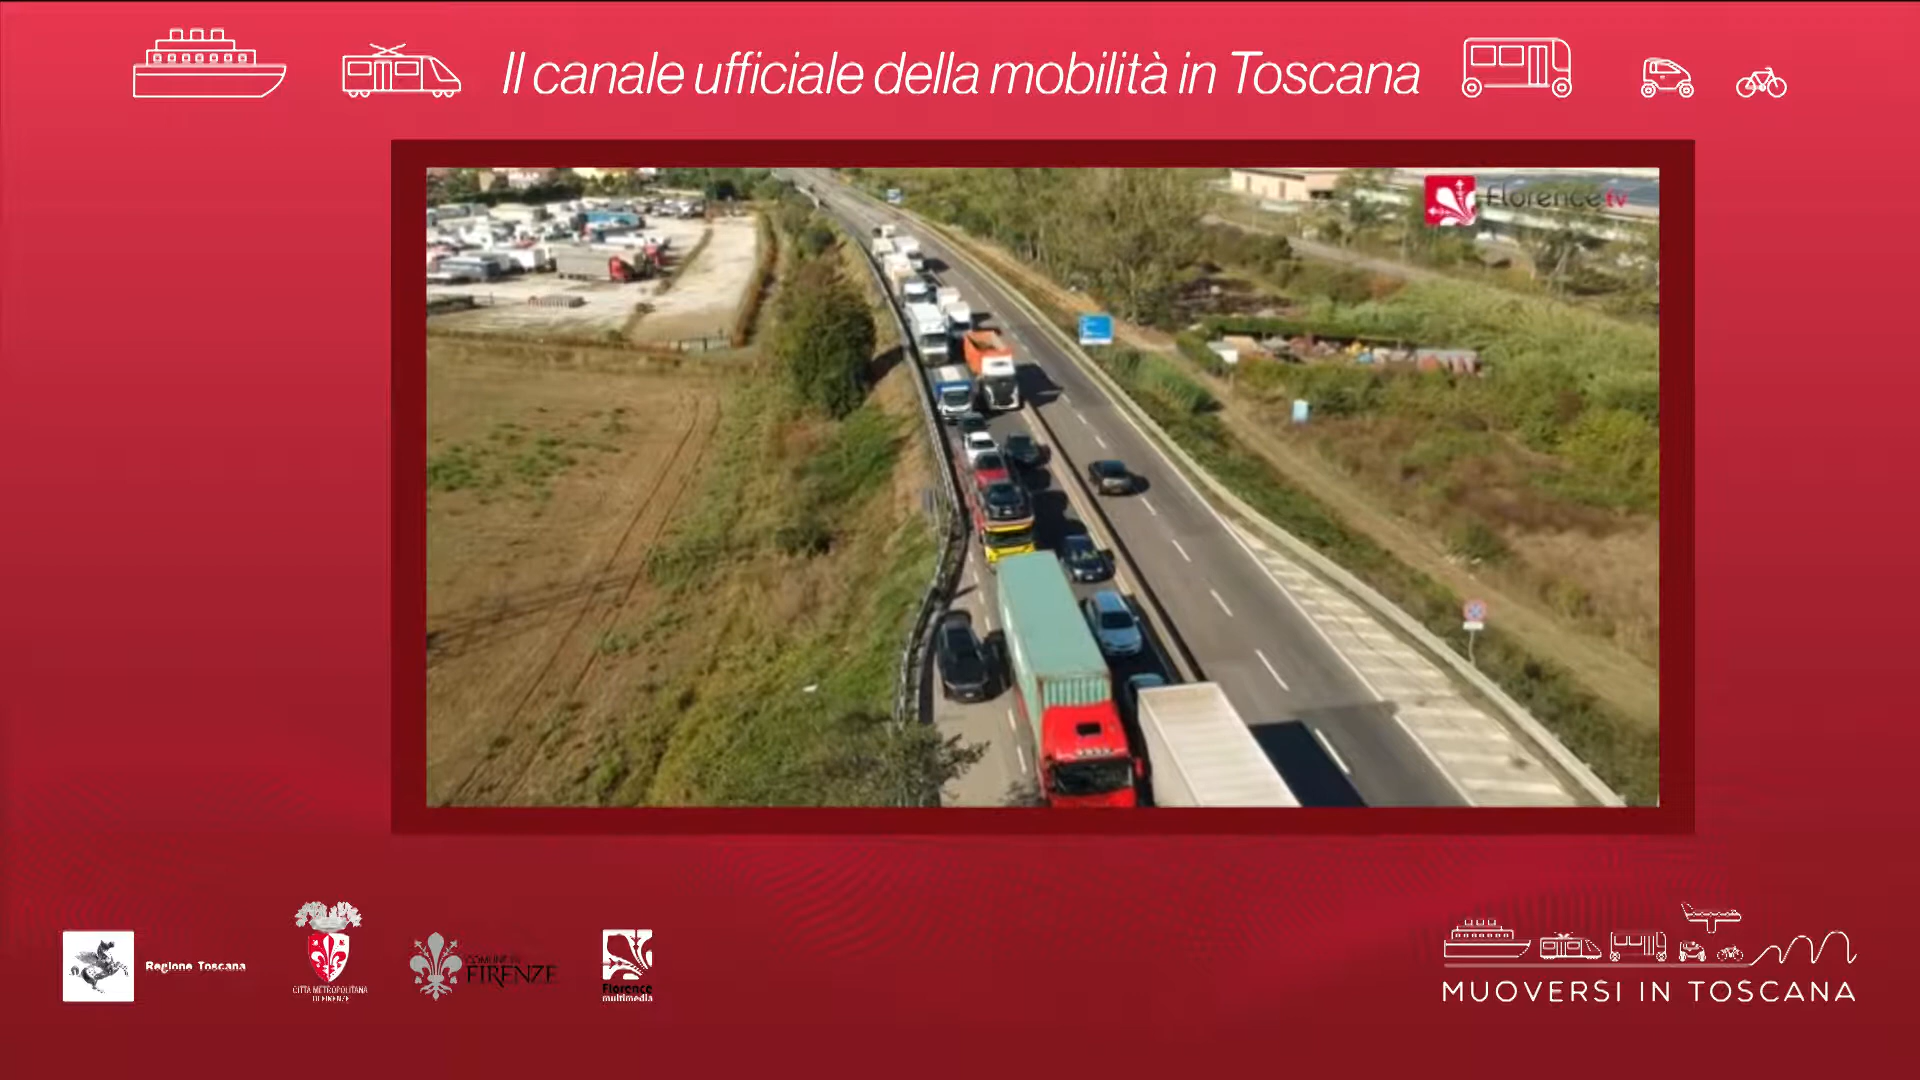 Il canale ufficiale della mobilità in Toscana
Florence tv
Regione Toscana
CITTÀ METROPOLITANA
DI FIRENZE
COMUNE DI
FIRENZE
Florence
multimedia
MUOVERSI IN TOSCANA